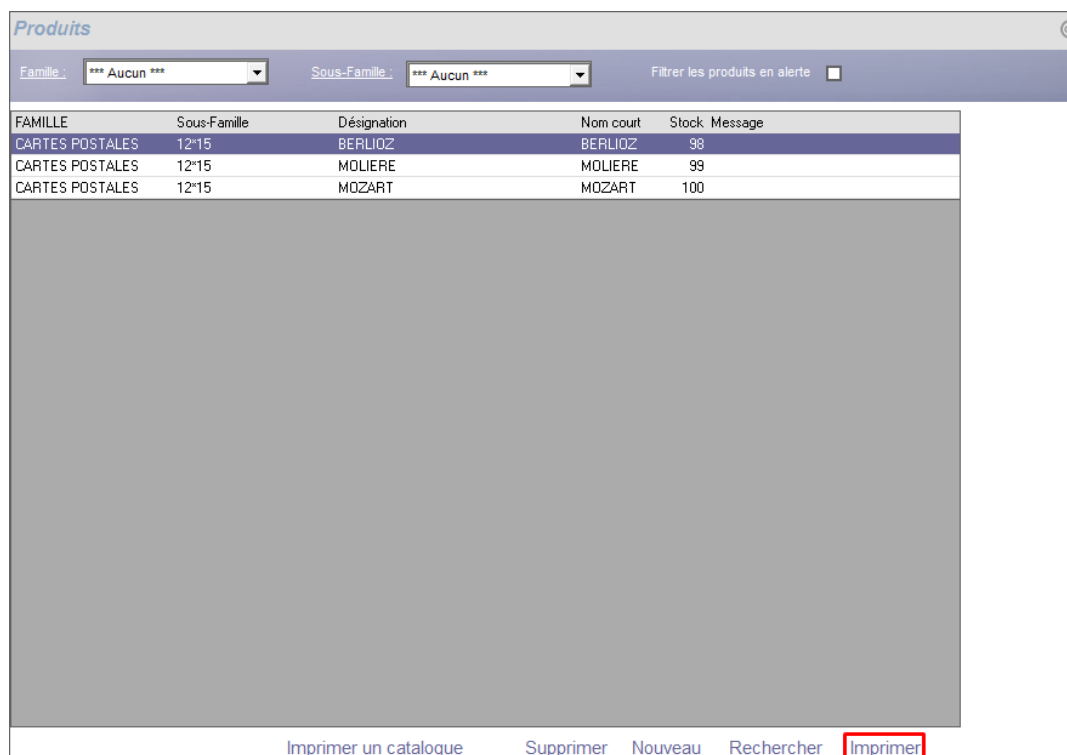 Produits
Famille : *** Aucun *** Sous-Famille : *** Aucun *** Filtrer les produits en alerte
FAMILLE Sous-Famille Désignation Nom court Stock Message
CARTES POSTALES 12*15 BERLIOZ BERLIOZ 98
CARTES POSTALES 12*15 MOLIERE MOLIERE 99
CARTES POSTALES 12*15 MOZART MOZART 100
Imprimer un catalogue Supprimer Nouveau Rechercher Imprimer